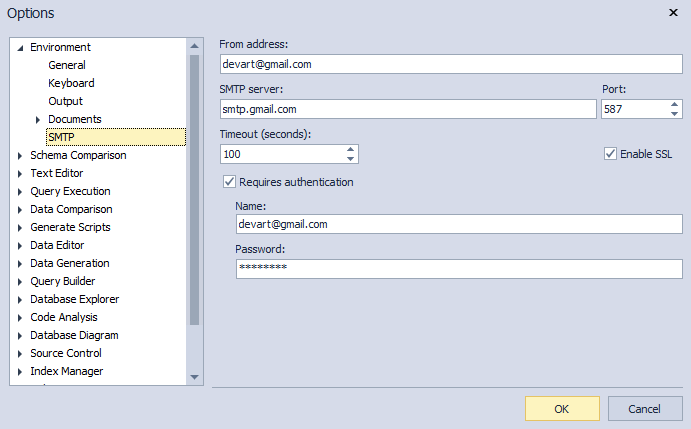 Options
Environment
General
Keyboard
Output
Documents
SMTP
Schema Comparison
Text Editor
Query Execution
Data Comparison
Generate Scripts
Data Editor
Data Generation
Query Builder
Database Explorer
Code Analysis
Database Diagram
Source Control
Index Manager
From address:
devart@gmail.com
SMTP server:
Port:
smtp.gmail.com
587
Timeout (seconds):
100
Enable SSL
Requires authentication
Name:
devart@gmail.com
Password:
********
OK
Cancel